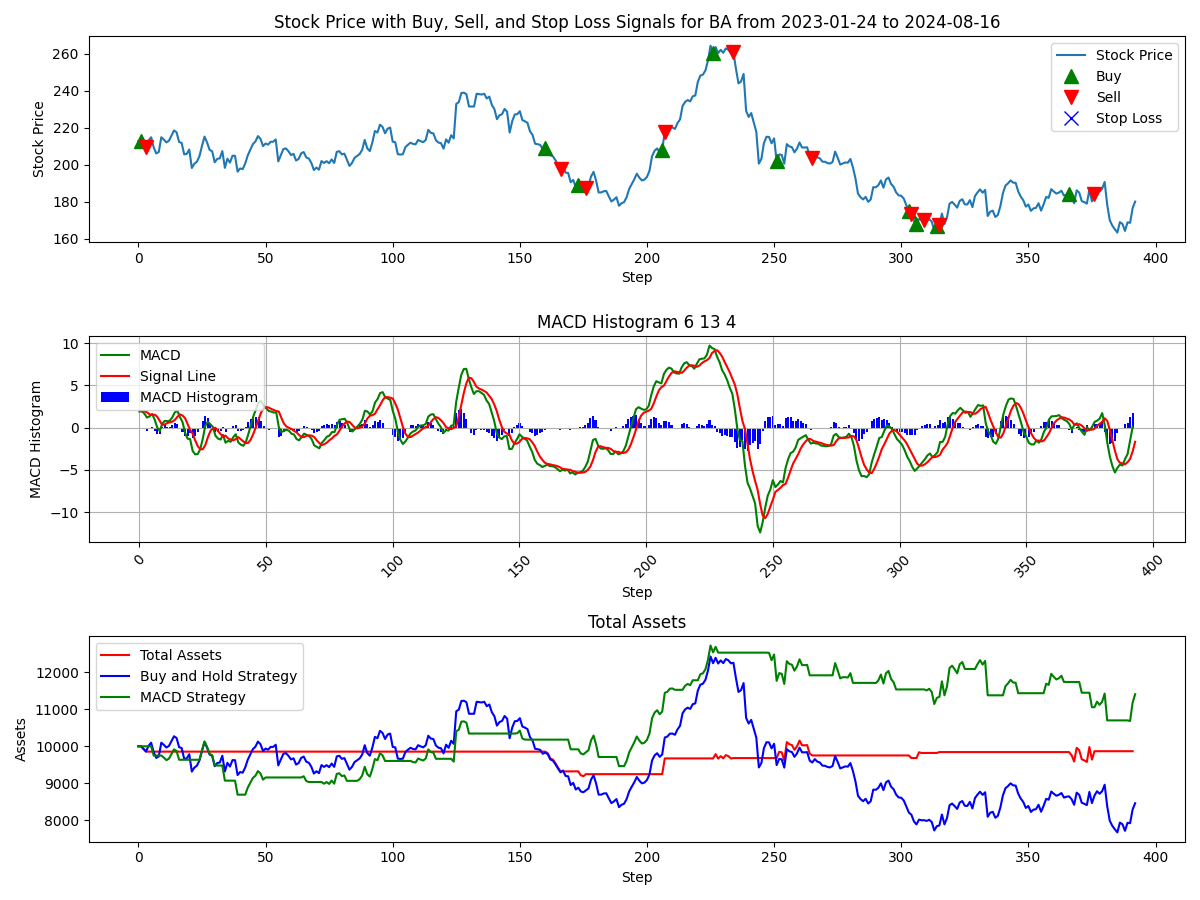 Stock Price with Buy, Sell, and Stop Loss Signals for BA from 2023-01-24 to 2024-08-16
260
240
220
200
180
160
Stock Price
Stock Price
Buy
Sell
Stop Loss
0 50 100 150 200 250 300 350 400
Step
MACD Histogram 6 13 4
10
5
0
−5
−10
MACD Histogram
MACD
Signal Line
MACD Histogram
0 50 100 150 200 250 300 350 400
Step
Total Assets
12000
11000
10000
9000
8000
Assets
Total Assets
Buy and Hold Strategy
MACD Strategy
0 50 100 150 200 250 300 350 400
Step